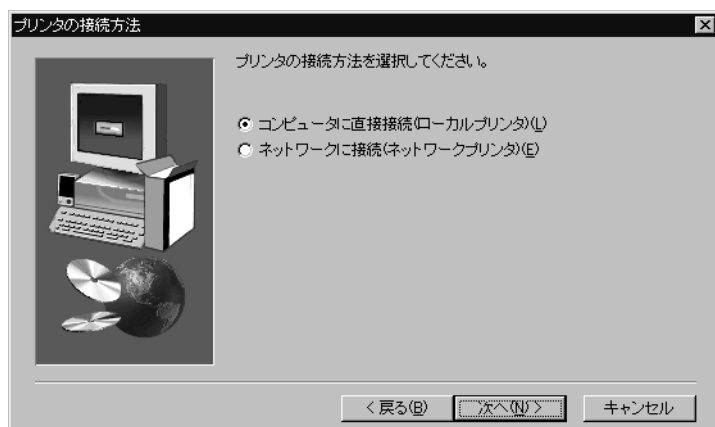 プリンタの接続方法
プリンタの接続方法を選択してください。
コンピュータに直接接続(ローカルプリンタ)(L)
ネットワークに接続(ネットワークプリンタ)(E)
< 戻る(B)
次へ(N) >
キャンセル